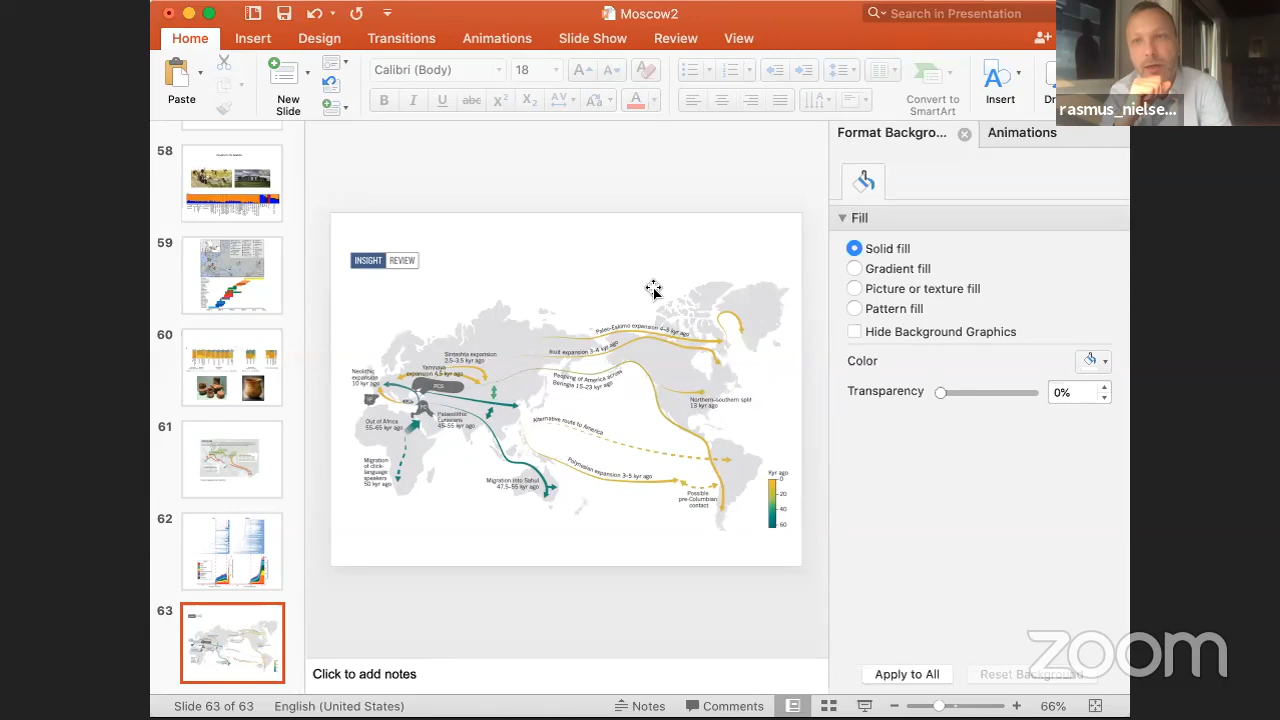 Moscow2
Search in Presentation
Home
Insert
Design
Transitions
Animations
Slide Show
Review
View
Paste
New
Slide
Calibri (Body)
18
B I U abc X² X₂ AV Aa A
Convert to
SmartArt
Insert
rasmus_nielse...
Format Backgro...
Animations
Fill
Solid fill
Gradient fill
Picture or texture fill
Pattern fill
Hide Background Graphics
Color
Transparency
0%
Apply to All
Reset Background
58
59
60
61
62
63
INSIGHT REVIEW
Paleo-Eskimo expansion 4–5 kyr ago
Inuit expansion 3–4 kyr ago
Peopling of America across
Beringia 15–23 kyr ago
Sintashta expansion
2.5–3.5 kyr ago
Yamnaya
expansion 4.5 kyr ago
Neolithic
expansion
10 kyr ago
PCS
Out of Africa
55–65 kyr ago
Palaeolithic
45–55 kyr ago
Northern–southern split
13 kyr ago
Alternative route to America
Migration
of click-
language
speakers
50 kyr ago
Migration into Sahul
47.5–55 kyr ago
Polynesian expansion 3–5 kyr ago
Possible
pre-Columbian
contact
Kyr ago
0
20
40
60
Click to add notes
zoom
Slide 63 of 63
English (United States)
Notes
Comments
66%